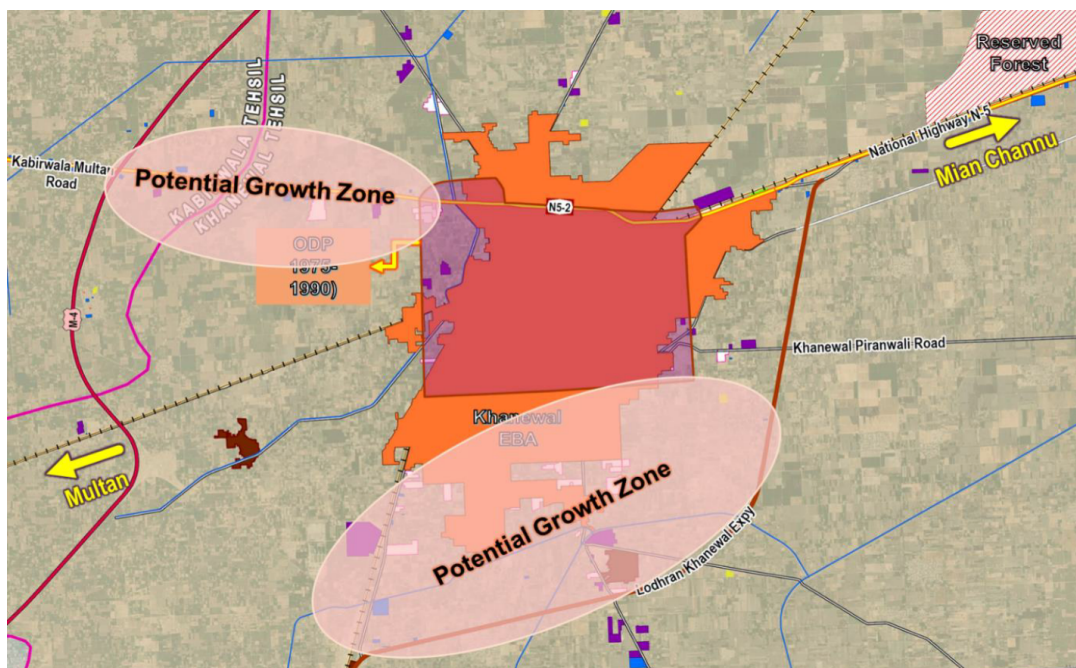 Reserved
Forest
National Highway N-5
Mian Channu
KABIRWALA TEHSIL
KHANEWAL TEHSIL
Kabirwala Multan
Road
Potential Growth Zone
N5-2
ODP
1975-
1990)
M-4
Khanewal Piranwali Road
Khanewal
EBA
Multan
Potential Growth Zone
Lodhran Khanewal Expy